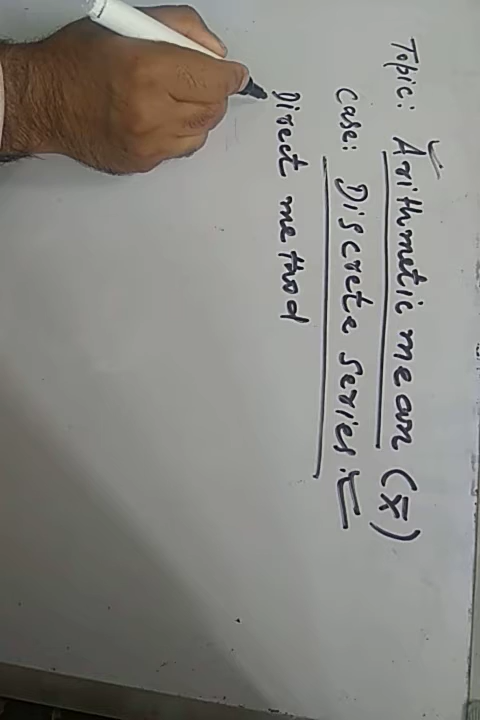 Topic: Arithmetic mean (x̄)
Case: Discrete series:
Direct method